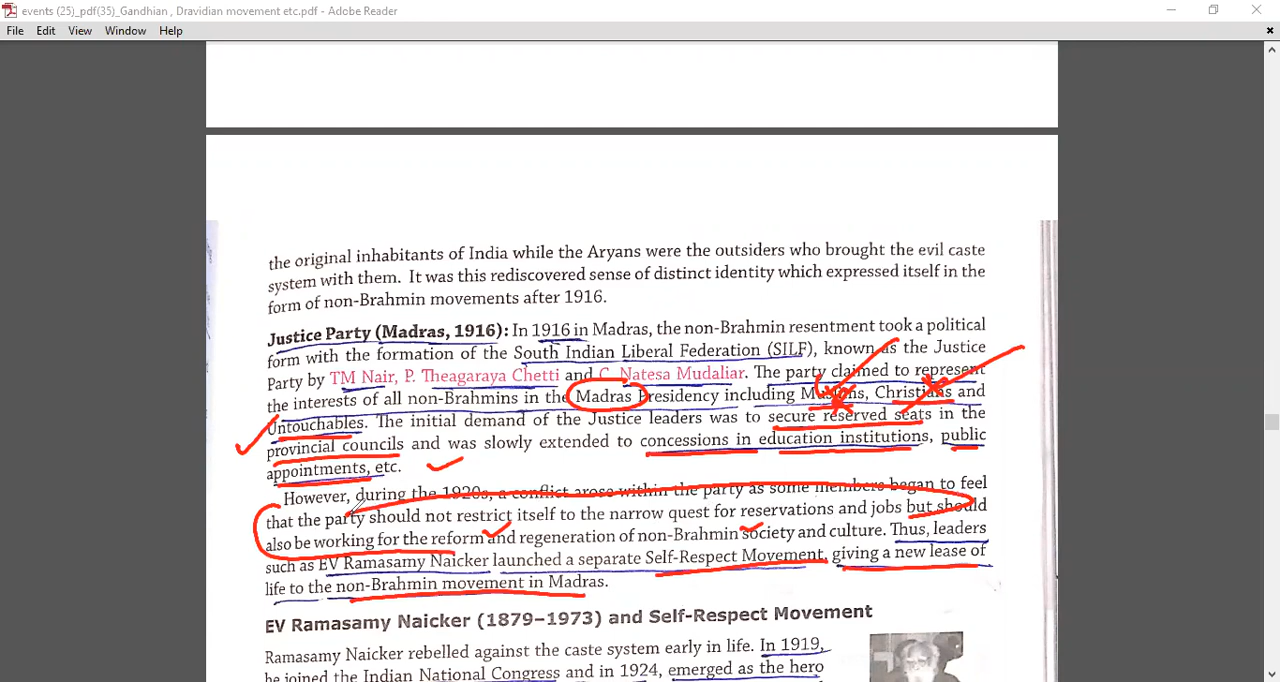 events (25)_pdf(35)_Gandhian , Dravidian movement etc.pdf - Adobe Reader
File Edit View Window Help
the original inhabitants of India while the Aryans were the outsiders who brought the evil caste
system with them. It was this rediscovered sense of distinct identity which expressed itself in the
form of non-Brahmin movements after 1916.
Justice Party (Madras, 1916): In 1916 in Madras, the non-Brahmin resentment took a political
form with the formation of the South Indian Liberal Federation (SILF), known as the Justice
Party by TM Nair, P. Theagaraya Chetti and C. Natesa Mudaliar. The party claimed to represent
the interests of all non-Brahmins in the Madras Presidency including Muslims, Christians and
Untouchables. The initial demand of the Justice leaders was to secure reserved seats in the
provincial councils and was slowly extended to concessions in education institutions, public
appointments, etc.
However, during the 1920s, a conflict arose within the party as some members began to feel
that the party should not restrict itself to the narrow quest for reservations and jobs but should
also be working for the reform and regeneration of non-Brahmin society and culture. Thus, leaders
such as EV Ramasamy Naicker launched a separate Self-Respect Movement, giving a new lease of
life to the non-Brahmin movement in Madras.
EV Ramasamy Naicker (1879–1973) and Self-Respect Movement
Ramasamy Naicker rebelled against the caste system early in life. In 1919,
he joined the Indian National Congress and in 1924, emerged as the hero